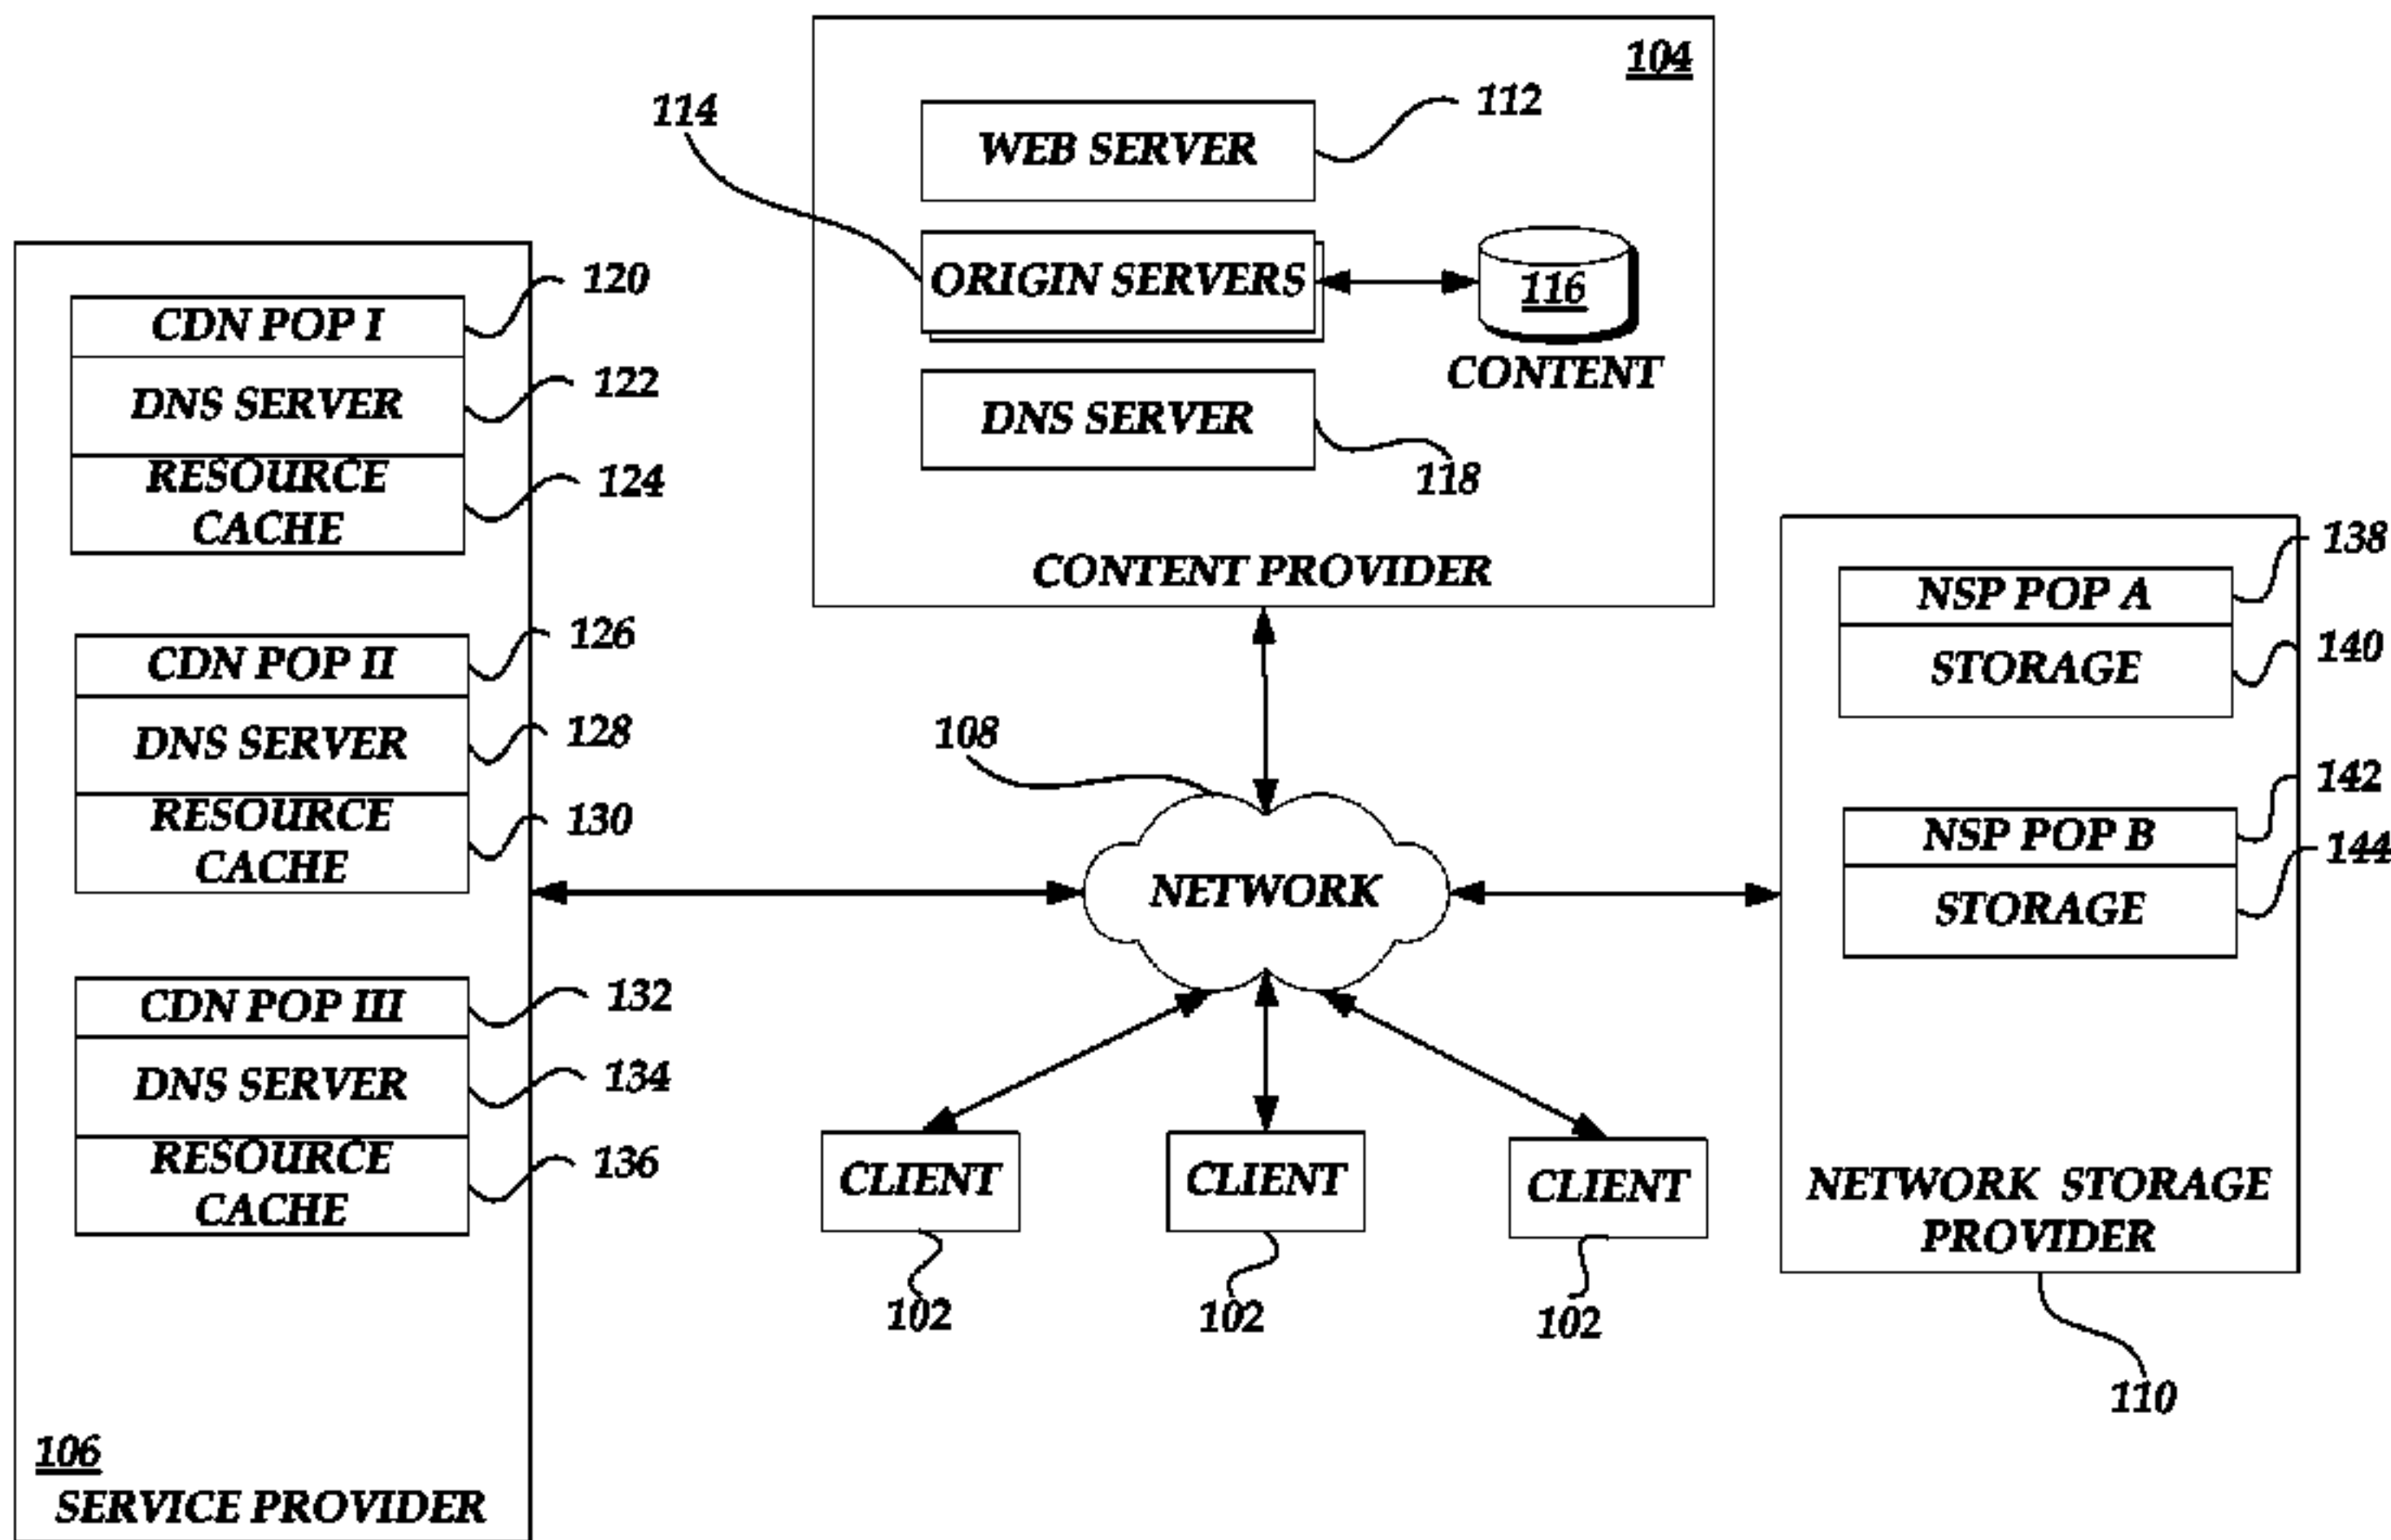 104
114
112
WEB SERVER
ORIGIN SERVERS
116
CONTENT
DNS SERVER
118
CONTENT PROVIDER
120
CDN POP I
122
DNS SERVER
124
RESOURCE
CACHE
126
CDN POP II
128
DNS SERVER
130
RESOURCE
CACHE
132
CDN POP III
134
DNS SERVER
136
RESOURCE
CACHE
106
SERVICE PROVIDER
108
NETWORK
CLIENT
CLIENT
CLIENT
102
102
102
138
NSP POP A
140
STORAGE
142
NSP POP B
144
STORAGE
NETWORK STORAGE
PROVIDER
110